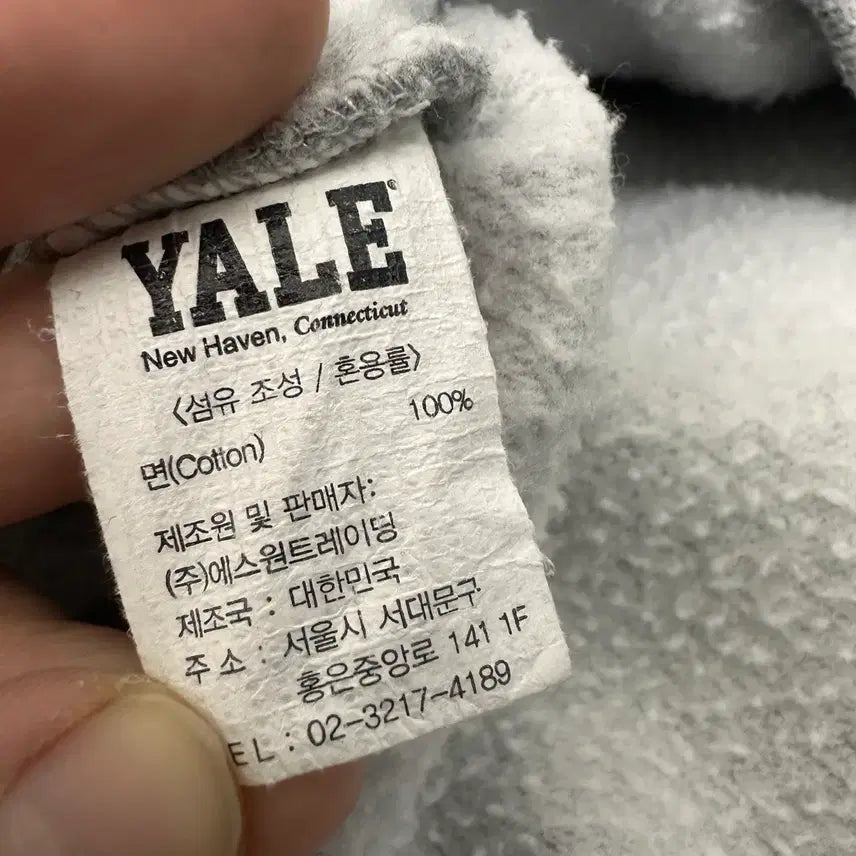 YALE®
New Haven, Connecticut
〈섬유 조성 / 혼용률〉
면(Cotton) 100%
제조원 및 판매자:
(주)에스원트레이딩
제조국 : 대한민국
주 소 : 서울시 서대문구
홍은중앙로 141 1F
EL : 02-3217-4189